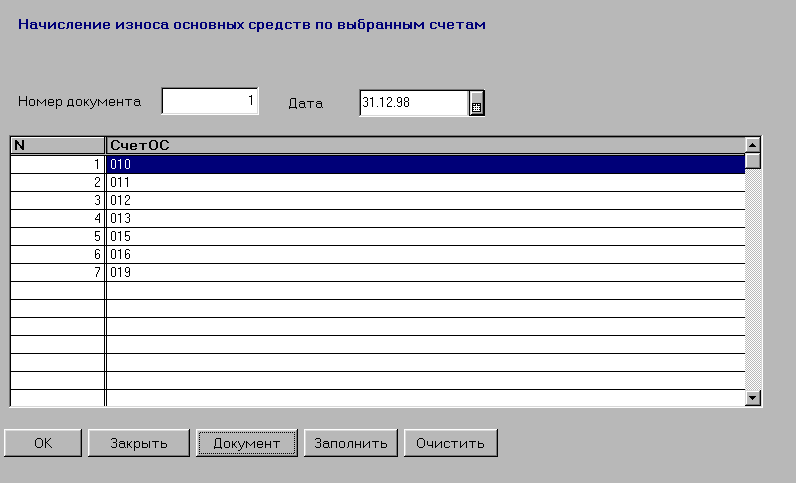 Начисление износа основных средств по выбранным счетам
Номер документа 1 Дата 31.12.98
N СчетОС
1 010
2 011
3 012
4 013
5 015
6 016
7 019
OK Закрыть Документ Заполнить Очистить